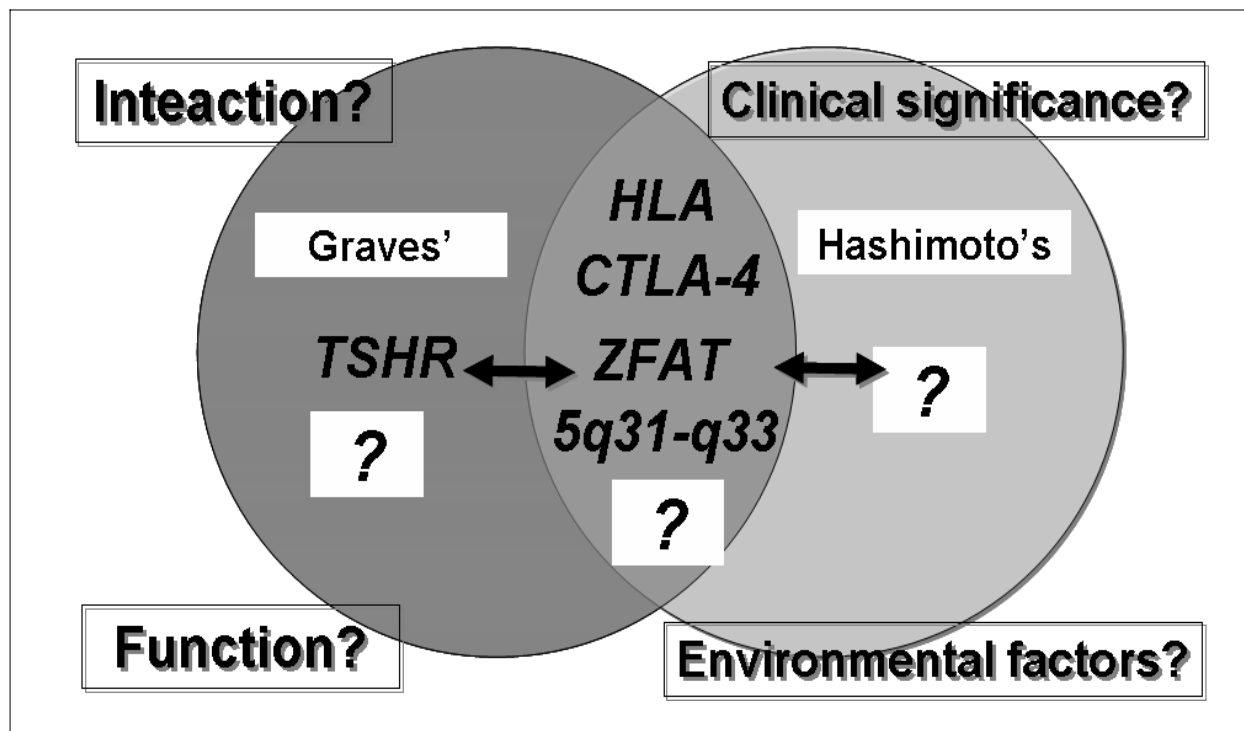 Inteaction?
Clinical significance?
HLA
Graves’
Hashimoto’s
CTLA-4
TSHR
ZFAT
?
5q31-q33
?
?
Function?
Environmental factors?